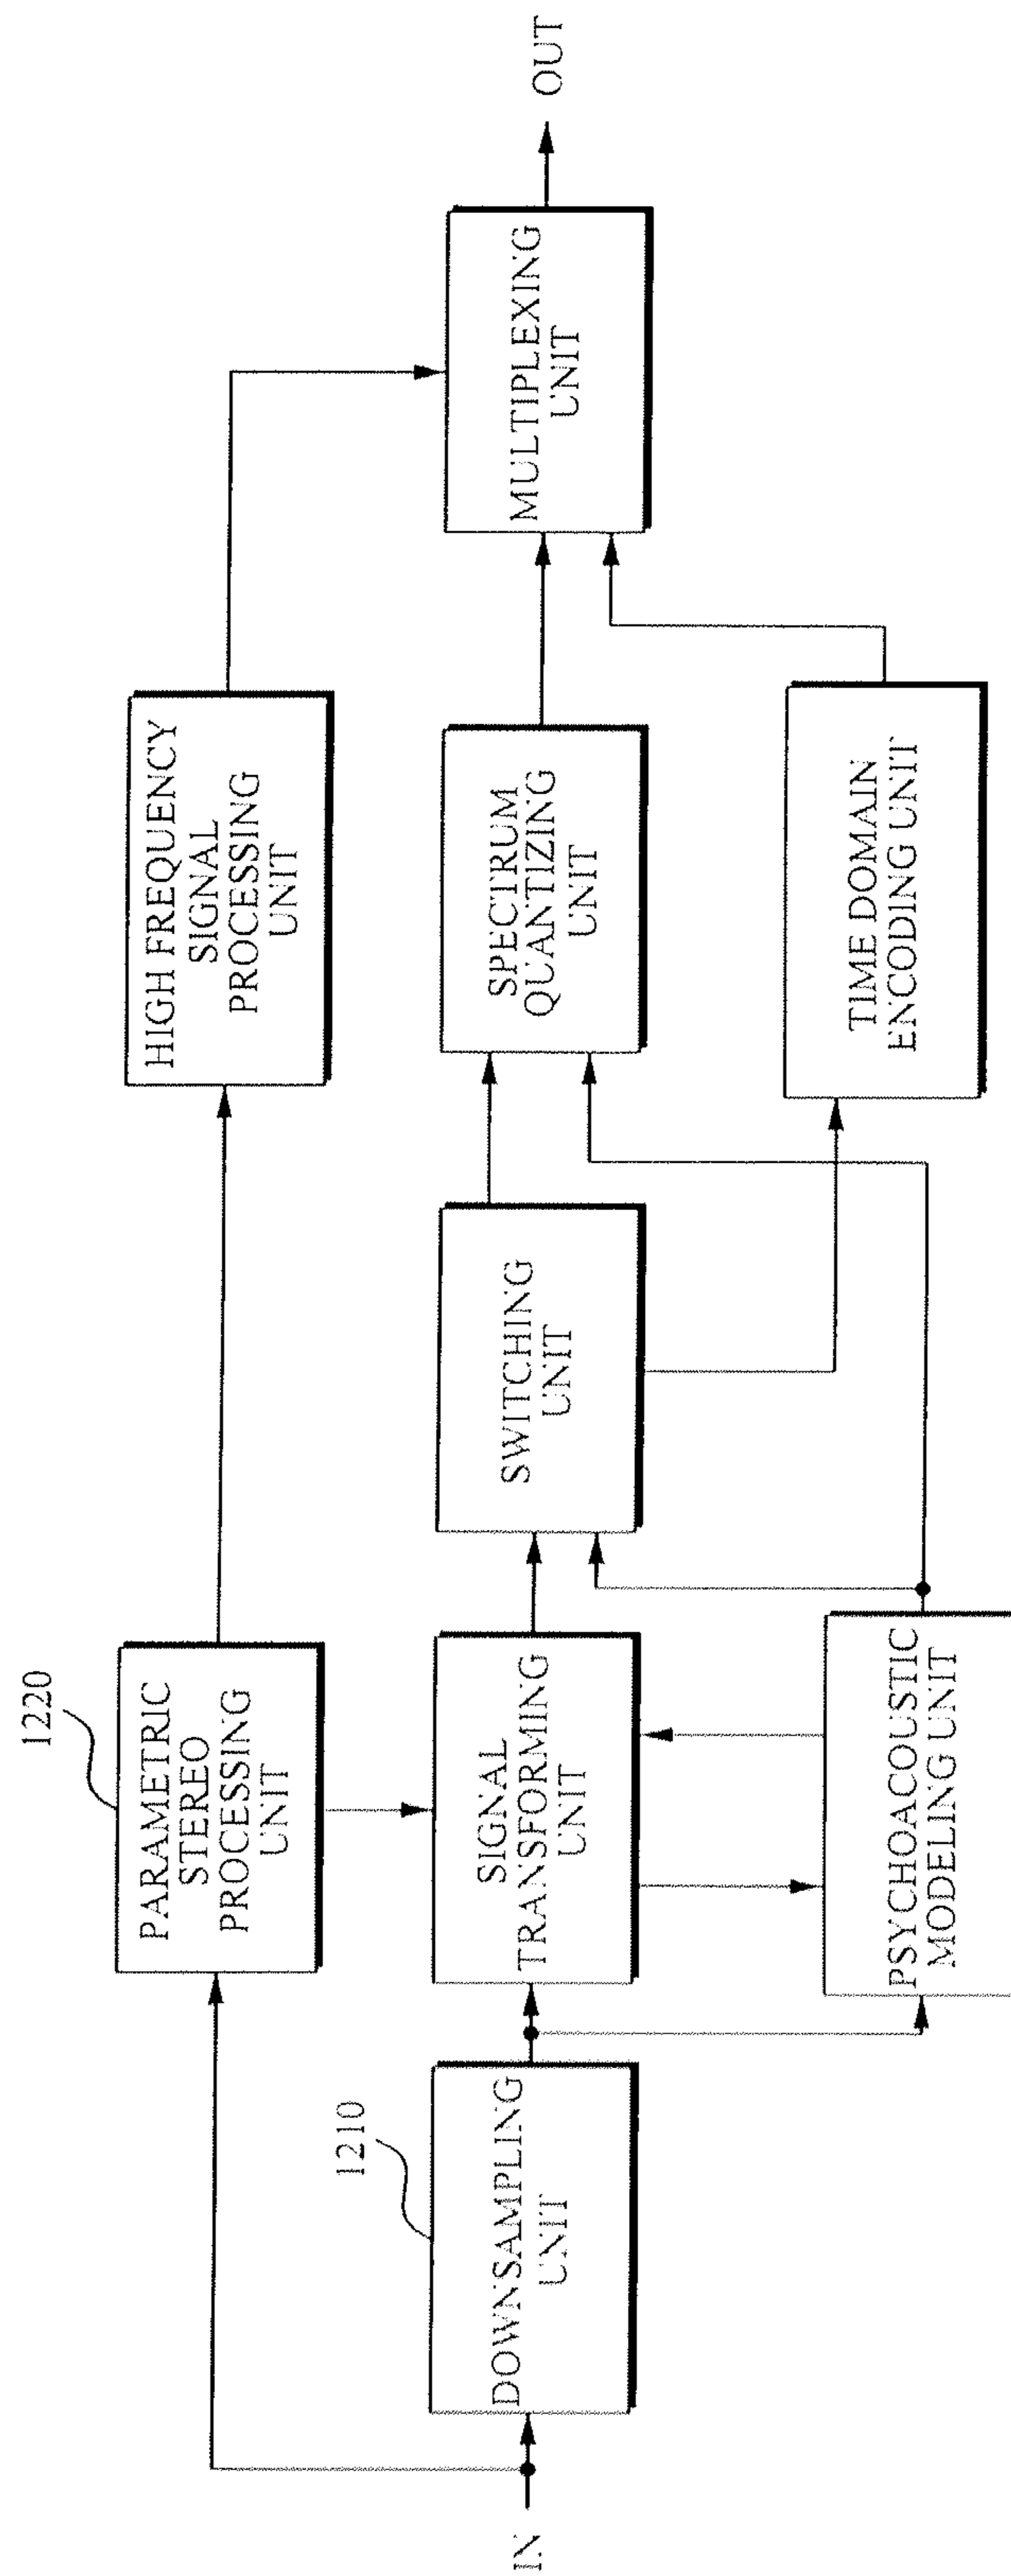 1220
PARAMETRIC
STEREO
PROCESSING
UNIT
HIGH FREQUENCY
SIGNAL
PROCESSING
UNIT
IN
1210
DOWNSAMPLING
UNIT
SIGNAL
TRANSFORMING
UNIT
SWITCHING
UNIT
SPECTRUM
QUANTIZING
UNIT
MULTIPLEXING
UNIT
OUT
PSYCHOACOUSTIC
MODELING UNIT
TIME DOMAIN
ENCODING UNIT